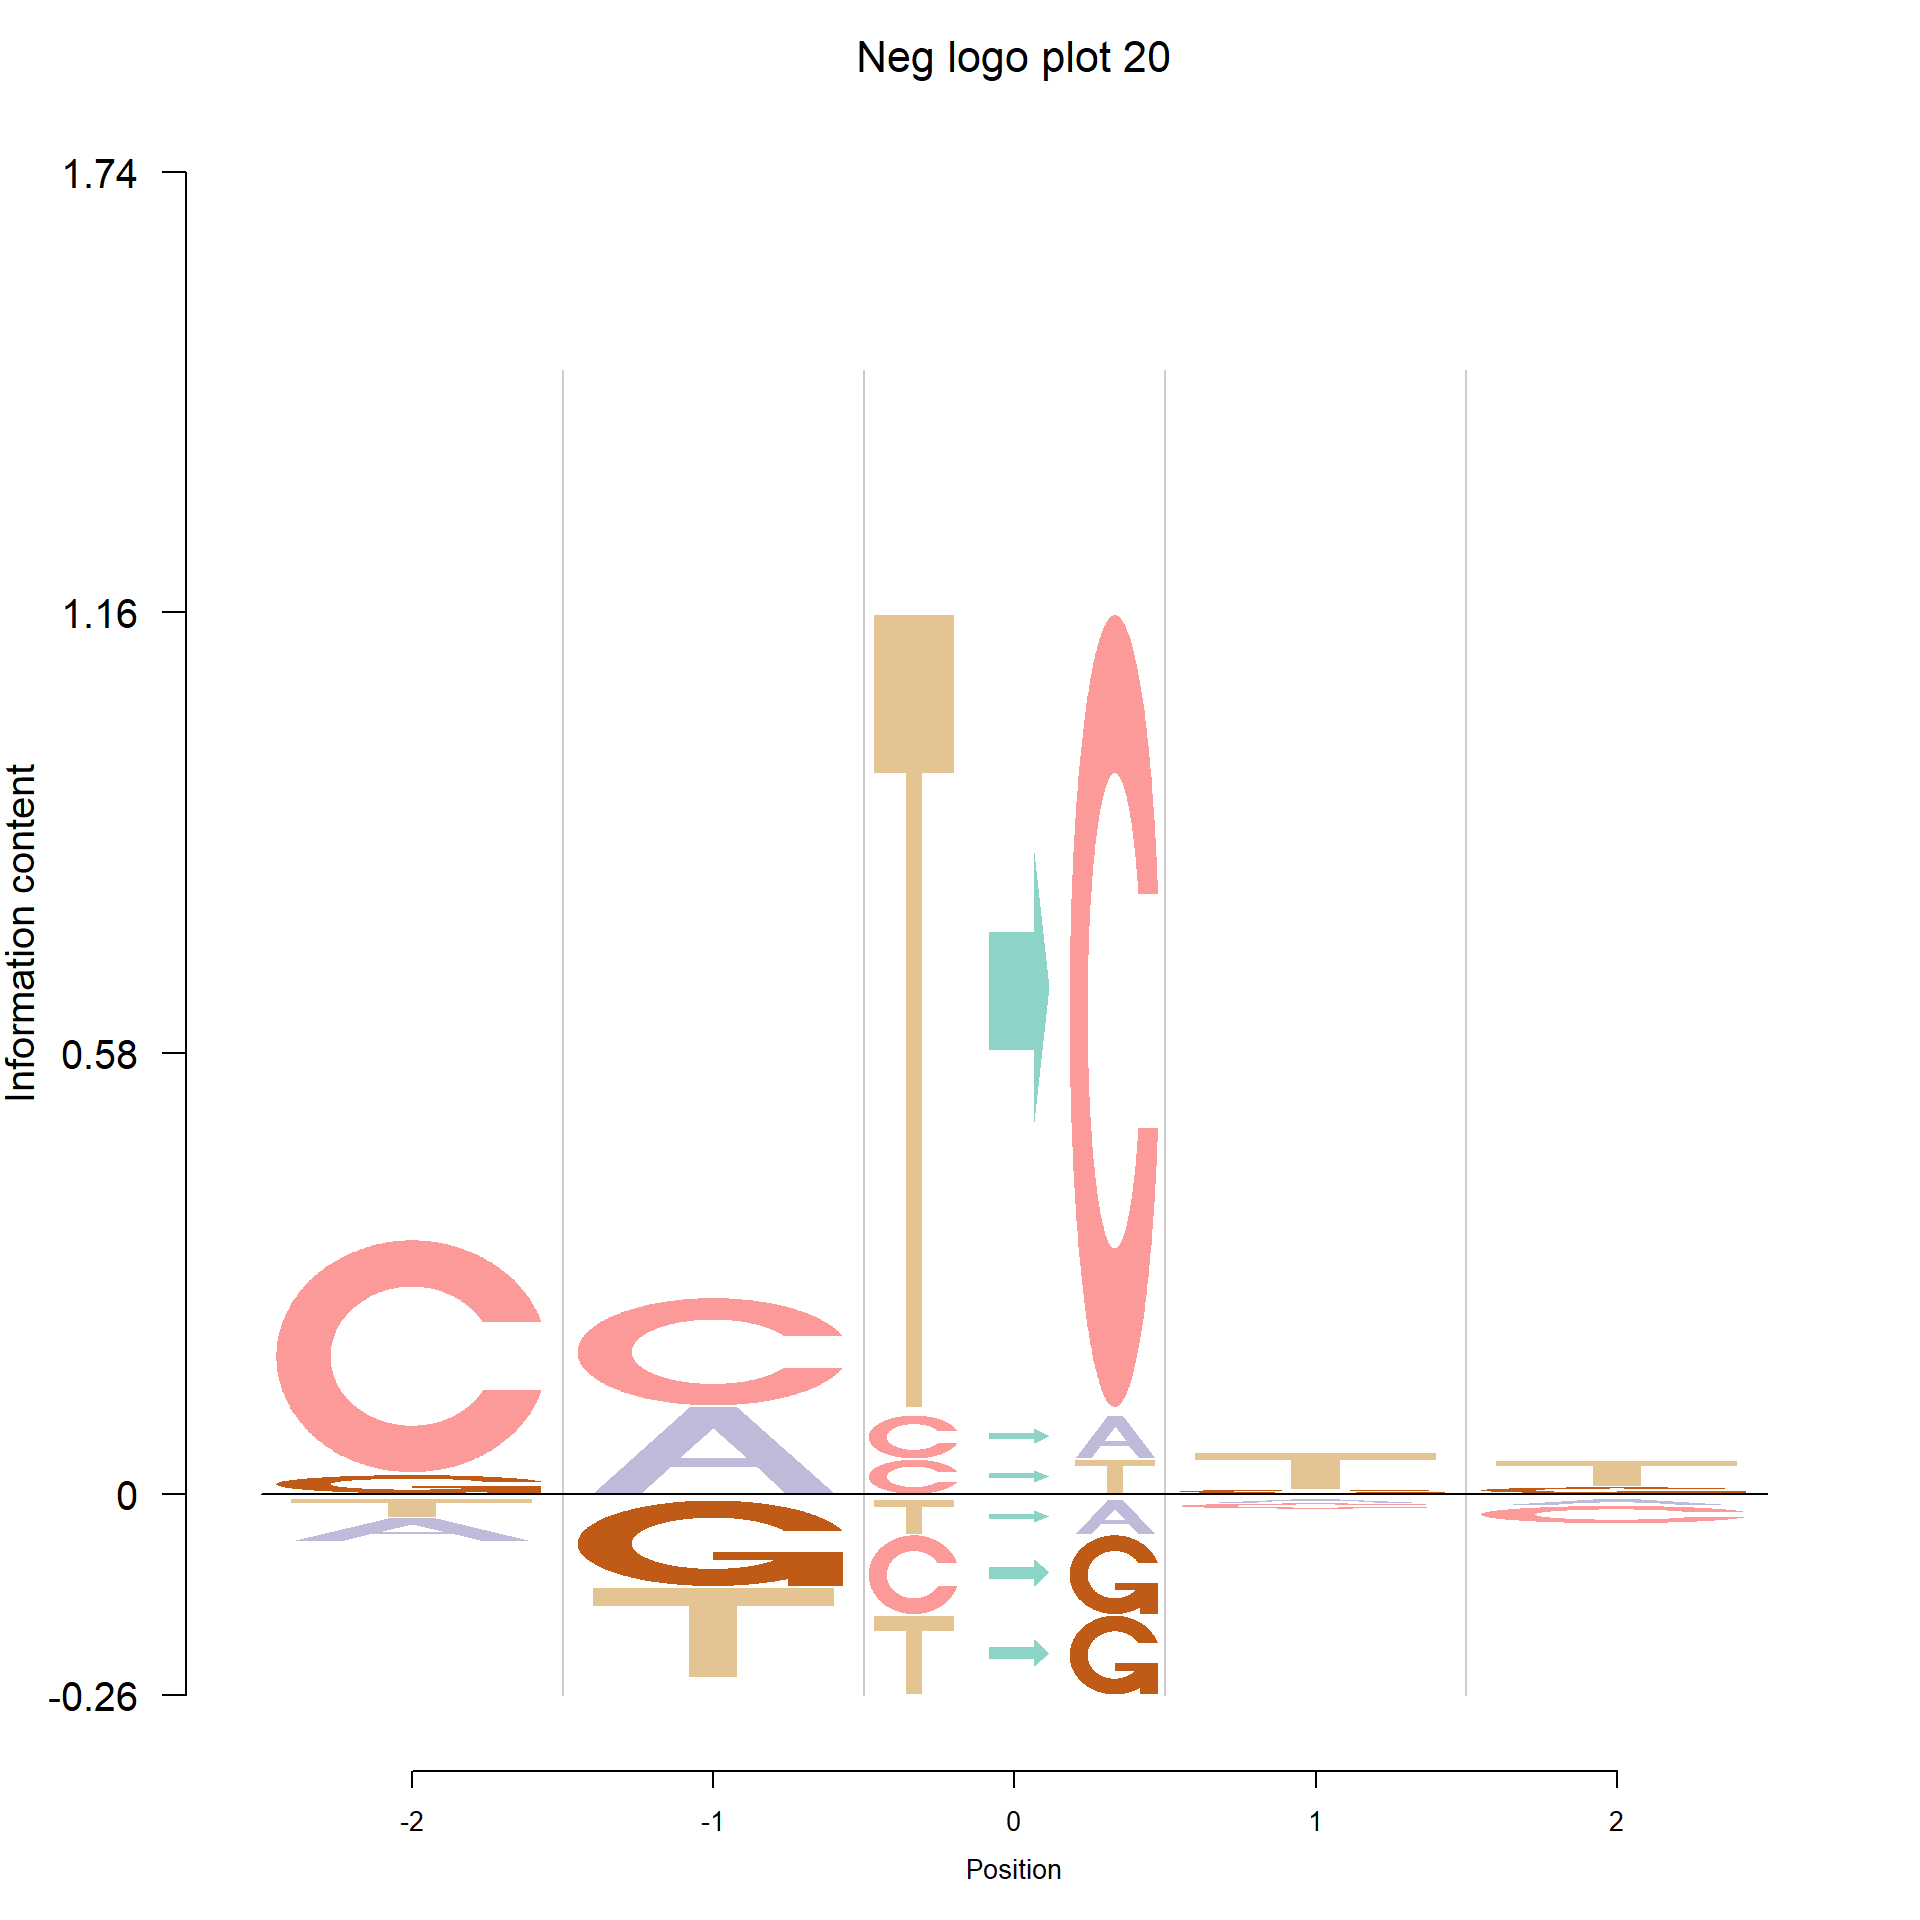 Neg logo plot 20
1.74
1.16
0.58
0
-0.26
Information content
C G T A
C A G T
T C
C A
C T
T A
C G
T G
T G A C
T G A C
-2 -1 0 1 2
Position